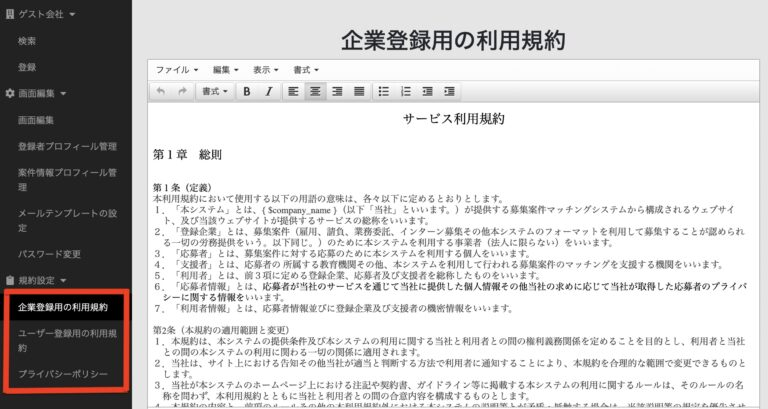 ゲスト会社
検索
登録
画面編集
画面編集
登録者プロフィール管理
案件情報プロフィール管
理
メールテンプレートの設
定
パスワード変更
規約設定
企業登録用の利用規約
ユーザー登録用の利用規
約
プライバシーポリシー
企業登録用の利用規約
ファイル 編集 表示 書式
書式 B I
サービス利用規約
第１章　総則
第１条（定義）
本利用規約において使用する以下の用語の意味は、各々以下に定めるとおりとします。
１．「本システム」とは、{ $company_name }（以下「当社」といいます。）が提供する募集案件マッチングシステムから構成されるウェブサイ
ト、及び当該ウェブサイトが提供するサービスの総称をいいます。
２．「登録企業」とは、募集案件（雇用、請負、業務委託、インターン募集その他本システムのフォーマットを利用して募集することが認められ
る一切の労務提供をいう。以下同じ。）のために本システムを利用する事業者（法人に限らない）をいいます。
３．「応募者」とは、募集案件に対する応募のために本システムを利用する個人をいいます。
４．「支援者」とは、応募者の 所属する教育機関その他、本システムを利用して行われる募集案件のマッチングを支援する機関をいいます。
５．「利用者」とは、前３項に定める登録企業、応募者及び支援者を総称したものをいいます。
６．「応募者情報」とは、応募者が当社のサービスを通じて当社に提供した個人情報その他当社の求めに応じて当社が取得した応募者のプライバ
シーに関する情報をいいます。
７．「利用者情報」とは、応募者情報並びに登録企業及び支援者の機密情報をいいます。
第2条（本規約の適用範囲と変更）
１．本規約は、本システムの提供条件及び本システムの利用に関する当社と利用者との間の権利義務関係を定めることを目的とし、利用者と当社
との間の本システムの利用に関わる一切の関係に適用されます。
２．当社は、サイト上における告知その他当社が適当と判断する方法で利用者に通知することにより、本規約を合理的な範囲で変更できるものと
します。
３．当社が本システムのホームページ上における注記や契約書、ガイドライン等に掲載する本システムの利用に関するルールは、そのルールの名
称を問わず、本利用規約とともに当社と利用者との間の合意内容を構成するものとします。